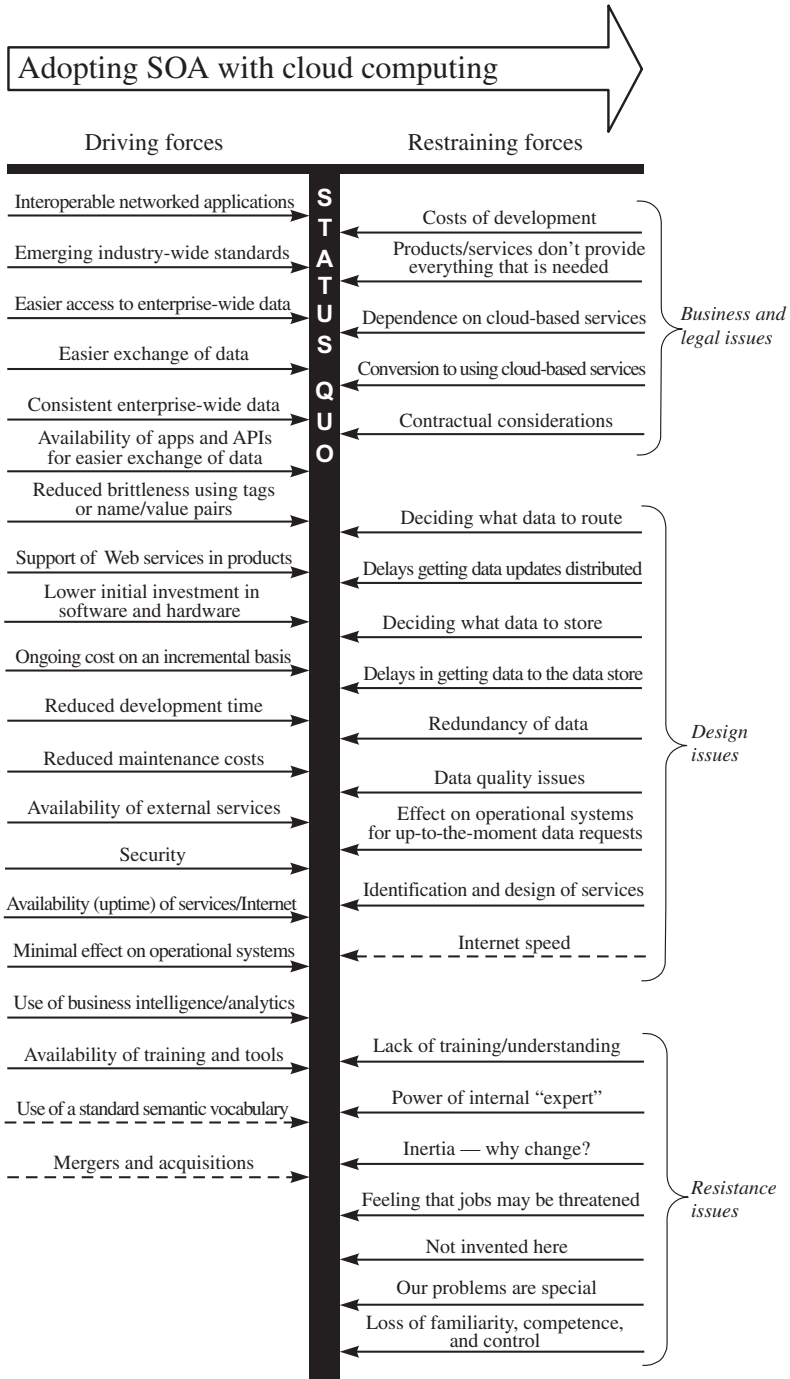 Adopting SOA with cloud computing
Driving forces
Restraining forces
STATUS QUO
Interoperable networked applications
Emerging industry-wide standards
Easier access to enterprise-wide data
Easier exchange of data
Consistent enterprise-wide data
Availability of apps and APIs
for easier exchange of data
Reduced brittleness using tags
or name/value pairs
Support of Web services in products
Lower initial investment in
software and hardware
Ongoing cost on an incremental basis
Reduced development time
Reduced maintenance costs
Availability of external services
Security
Availability (uptime) of services/Internet
Minimal effect on operational systems
Use of business intelligence/analytics
Availability of training and tools
Use of a standard semantic vocabulary
Mergers and acquisitions
Costs of development
Products/services don’t provide
everything that is needed
Dependence on cloud-based services
Conversion to using cloud-based services
Contractual considerations
Business and
legal issues
Deciding what data to route
Delays getting data updates distributed
Deciding what data to store
Delays in getting data to the data store
Redundancy of data
Data quality issues
Effect on operational systems
for up-to-the-moment data requests
Identification and design of services
Internet speed
Design
issues
Lack of training/understanding
Power of internal “expert”
Inertia — why change?
Feeling that jobs may be threatened
Not invented here
Our problems are special
Loss of familiarity, competence,
and control
Resistance
issues